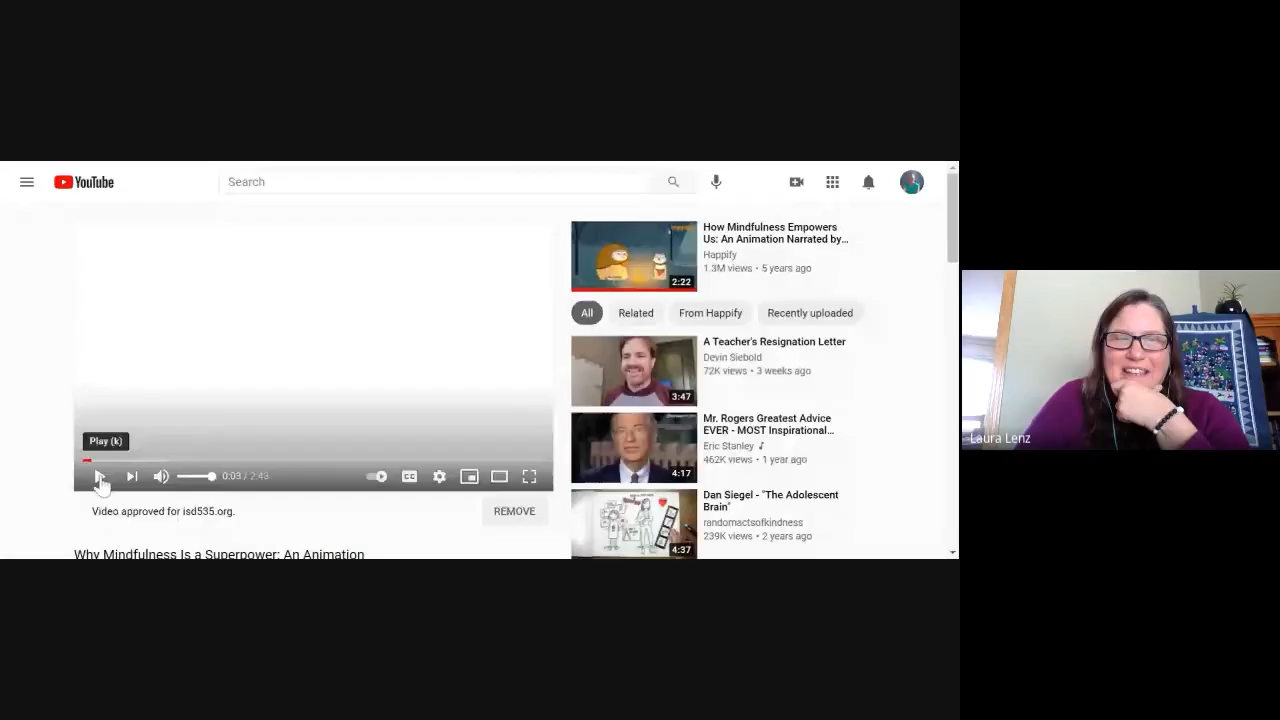 YouTube
Search
How Mindfulness Empowers
Us: An Animation Narrated by...
Happify
1.3M views • 5 years ago
2:22
All
Related
From Happify
Recently uploaded
A Teacher's Resignation Letter
Devin Siebold
72K views • 3 weeks ago
3:47
Mr. Rogers Greatest Advice
EVER - MOST Inspirational...
Eric Stanley
462K views • 1 year ago
4:17
Dan Siegel - "The Adolescent
Brain"
randomactsofkindness
239K views • 2 years ago
4:37
Play (k)
0:03 / 2:43
CC
Video approved for isd535.org.
REMOVE
Why Mindfulness Is a Superpower: An Animation
Laura Lenz